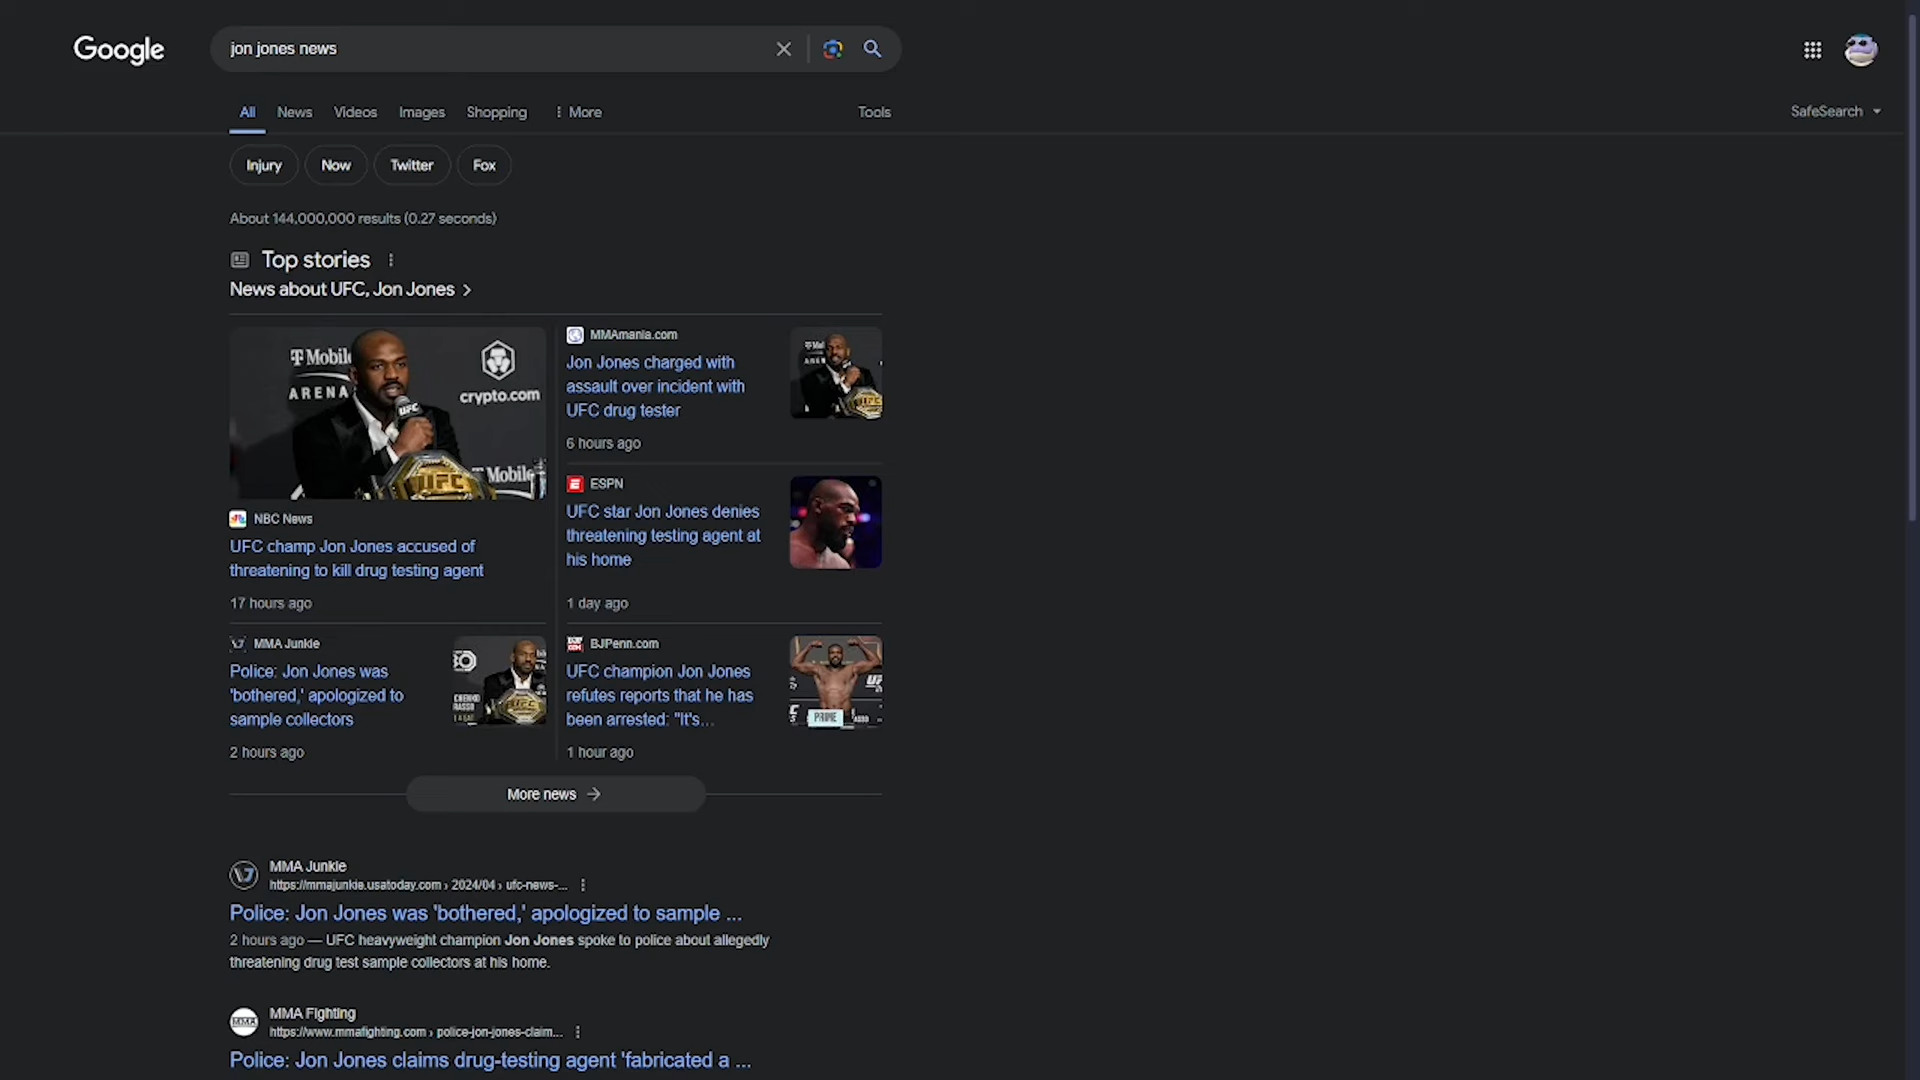 Google
jon jones news
All
News
Videos
Images
Shopping
More
Tools
SafeSearch
Injury
Now
Twitter
Fox
About 144,000,000 results (0.27 seconds)
Top stories
News about UFC, Jon Jones
T Mobile
ARENA
crypto.com
UFC
UFC
T Mobile
NBC News
UFC champ Jon Jones accused of
threatening to kill drug testing agent
17 hours ago
MMAmania.com
Jon Jones charged with
assault over incident with
UFC drug tester
6 hours ago
ESPN
UFC star Jon Jones denies
threatening testing agent at
his home
1 day ago
MMA Junkie
Police: Jon Jones was
'bothered,' apologized to
sample collectors
2 hours ago
BJPenn.com
UFC champion Jon Jones
refutes reports that he has
been arrested: "It's...
1 hour ago
PRIME
More news
MMA Junkie
https://mmajunkie.usatoday.com › 2024/04 › ufc-news-...
Police: Jon Jones was 'bothered,' apologized to sample ...
2 hours ago — UFC heavyweight champion Jon Jones spoke to police about allegedly
threatening drug test sample collectors at his home.
MMA
MMA Fighting
https://www.mmafighting.com › police-jon-jones-claim...
Police: Jon Jones claims drug-testing agent 'fabricated a ...